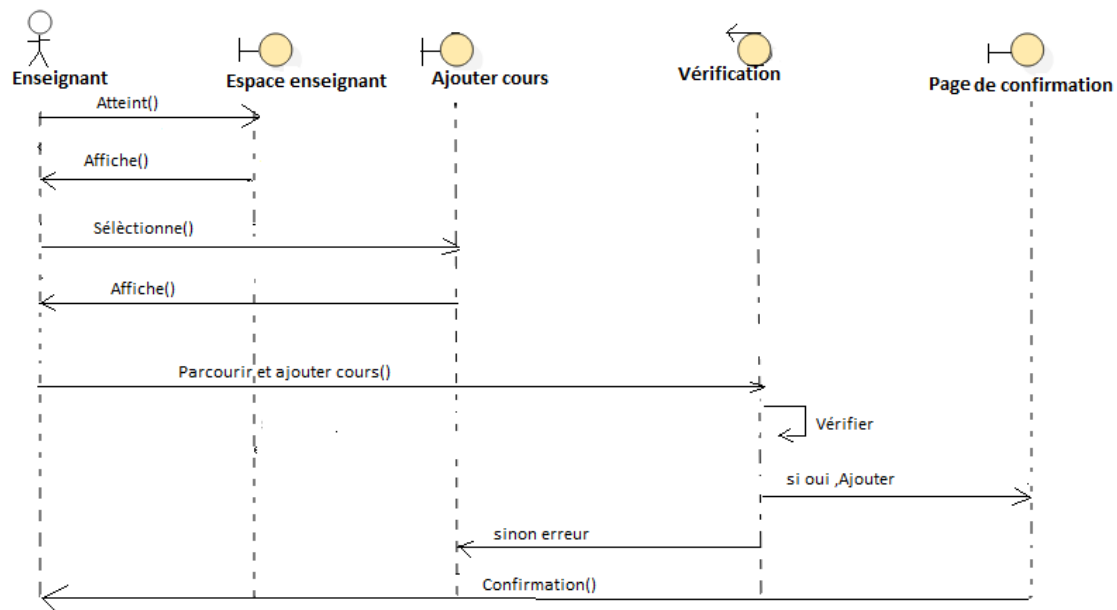 Enseignant
Espace enseignant
Ajouter cours
Vérification
Page de confirmation
Atteint()
Affiche()
Sélèctionne()
Affiche()
Parcourir et ajouter cours()
Vérifier
si oui ,Ajouter
sinon erreur
Confirmation()